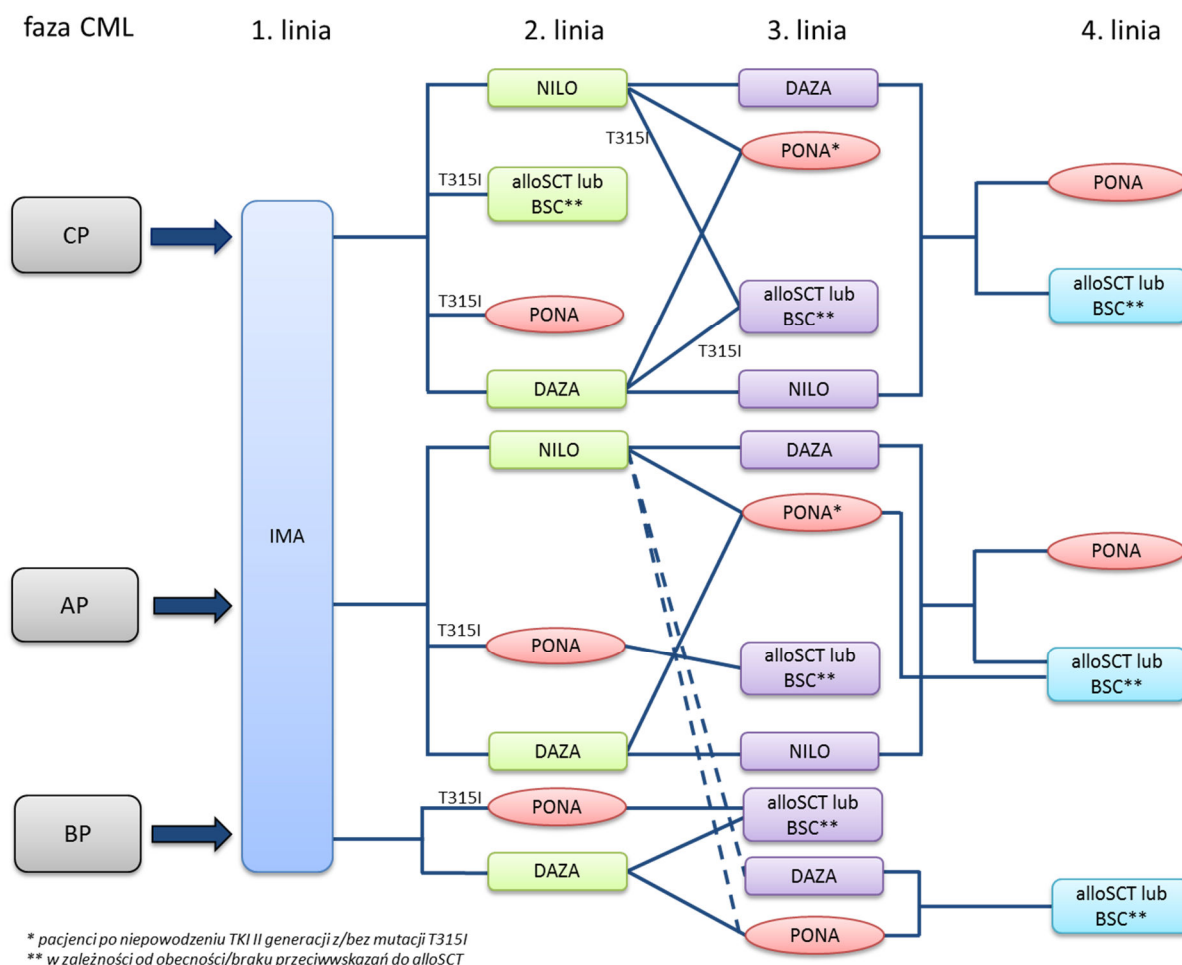 faza CML 1. linia 2. linia 3. linia 4. linia
NILO DAZA
T315I
PONA*
T315I alloSCT lub
BSC**
PONA
CP
alloSCT lub
BSC**
alloSCT lub
BSC**
T315I PONA
T315I
DAZA NILO
NILO DAZA
PONA*
IMA
PONA
AP
T315I PONA
alloSCT lub
BSC**
alloSCT lub
BSC**
DAZA NILO
T315I PONA
alloSCT lub
BSC**
BP
DAZA DAZA
alloSCT lub
BSC**
PONA
* pacjenci po niepowodzeniu TKI II generacji z/bez mutacji T315I
** w zależności od obecności/braku przeciwwskazań do alloSCT